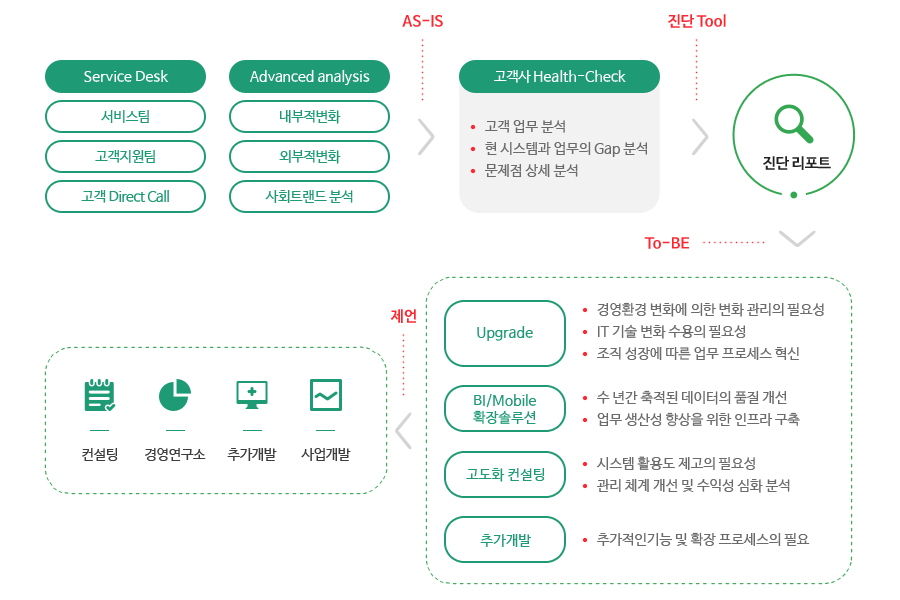 AS-IS
진단 Tool
Service Desk
서비스팀
고객지원팀
고객 Direct Call
Advanced analysis
내부적변화
외부적변화
사회트랜드 분석
고객사 Health-Check
고객 업무 분석
현 시스템과 업무의 Gap 분석
문제점 상세 분석
진단 리포트
To-BE
Upgrade
경영환경 변화에 의한 변화 관리의 필요성
IT 기술 변화 수용의 필요성
조직 성장에 따른 업무 프로세스 혁신
BI/Mobile
확장솔루션
수 년간 축적된 데이터의 품질 개선
업무 생산성 향상을 위한 인프라 구축
고도화 컨설팅
시스템 활용도 제고의 필요성
관리 체계 개선 및 수익성 심화 분석
추가개발
추가적인기능 및 확장 프로세스의 필요
제언
컨설팅
경영연구소
추가개발
사업개발